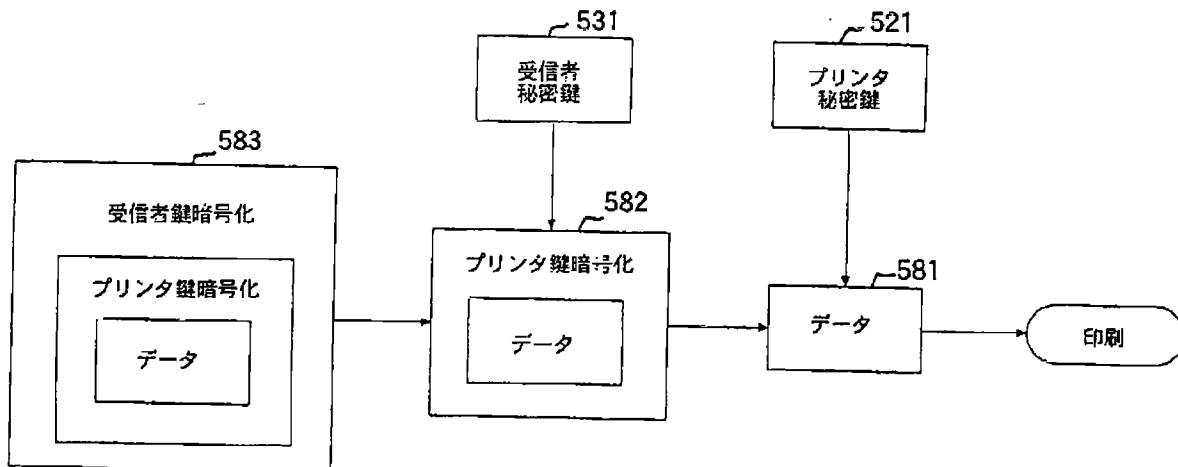 531
受信者
秘密鍵
521
プリンタ
秘密鍵
583
受信者鍵暗号化
プリンタ鍵暗号化
データ
582
プリンタ鍵暗号化
データ
581
データ
印刷